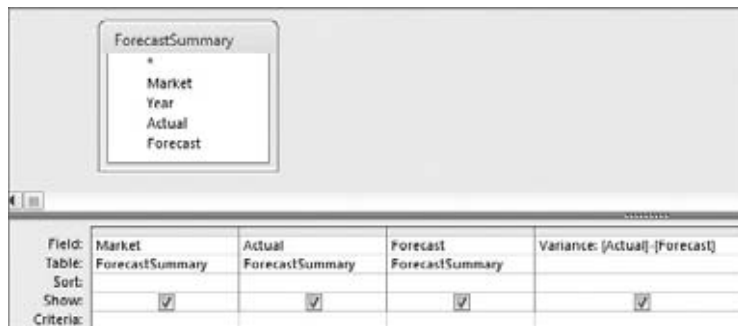 ForecastSummary
*
Market
Year
Actual
Forecast
Field: Market Actual Forecast Variance: [Actual]-[Forecast]
Table: ForecastSummary ForecastSummary ForecastSummary
Sort:
Show:
Criteria: